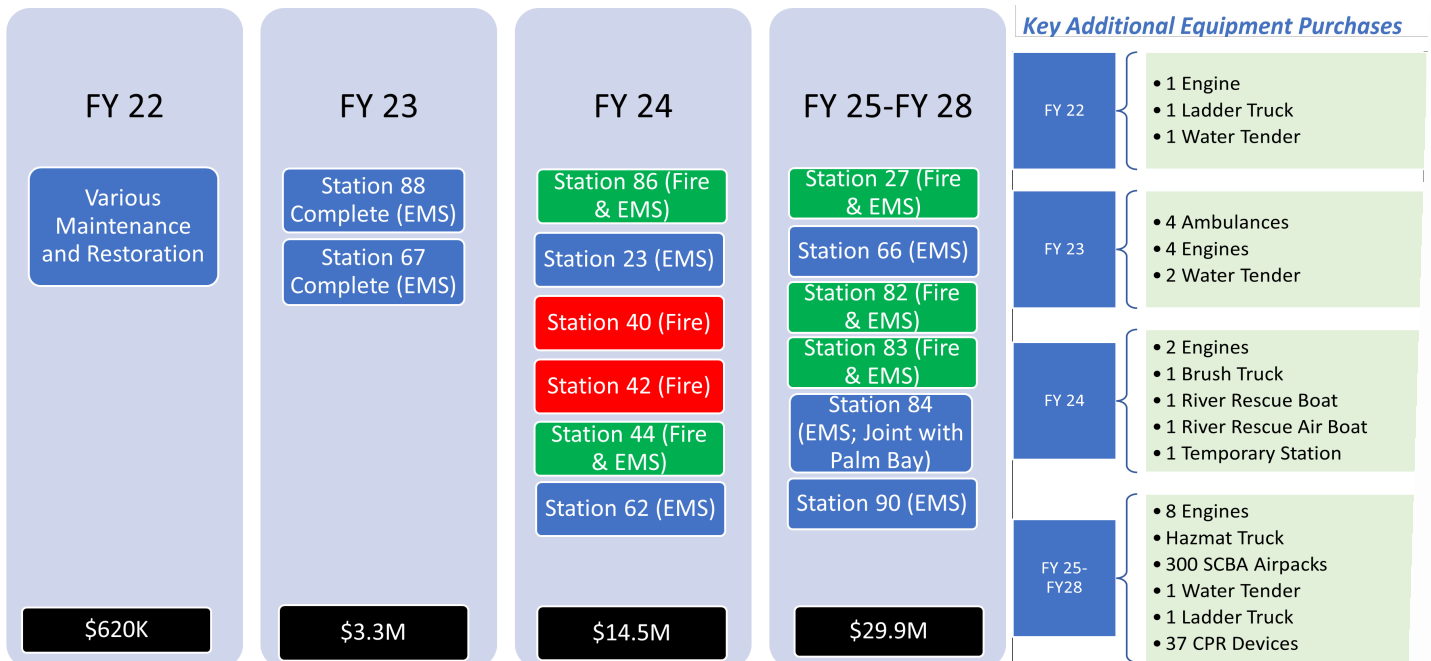 FY 22
Various
Maintenance
and Restoration
$620K
FY 23
Station 88
Complete (EMS)
Station 67
Complete (EMS)
$3.3M
FY 24
Station 86 (Fire
& EMS)
Station 23 (EMS)
Station 40 (Fire)
Station 42 (Fire)
Station 44 (Fire
& EMS)
Station 62 (EMS)
$14.5M
FY 25-FY 28
Station 27 (Fire
& EMS)
Station 66 (EMS)
Station 82 (Fire
& EMS)
Station 83 (Fire
& EMS)
Station 84
(EMS; Joint with
Palm Bay)
Station 90 (EMS)
$29.9M
Key Additional Equipment Purchases
FY 22
• 1 Engine
• 1 Ladder Truck
• 1 Water Tender
FY 23
• 4 Ambulances
• 4 Engines
• 2 Water Tender
FY 24
• 2 Engines
• 1 Brush Truck
• 1 River Rescue Boat
• 1 River Rescue Air Boat
• 1 Temporary Station
FY 25-
FY28
• 8 Engines
• Hazmat Truck
• 300 SCBA Airpacks
• 1 Water Tender
• 1 Ladder Truck
• 37 CPR Devices